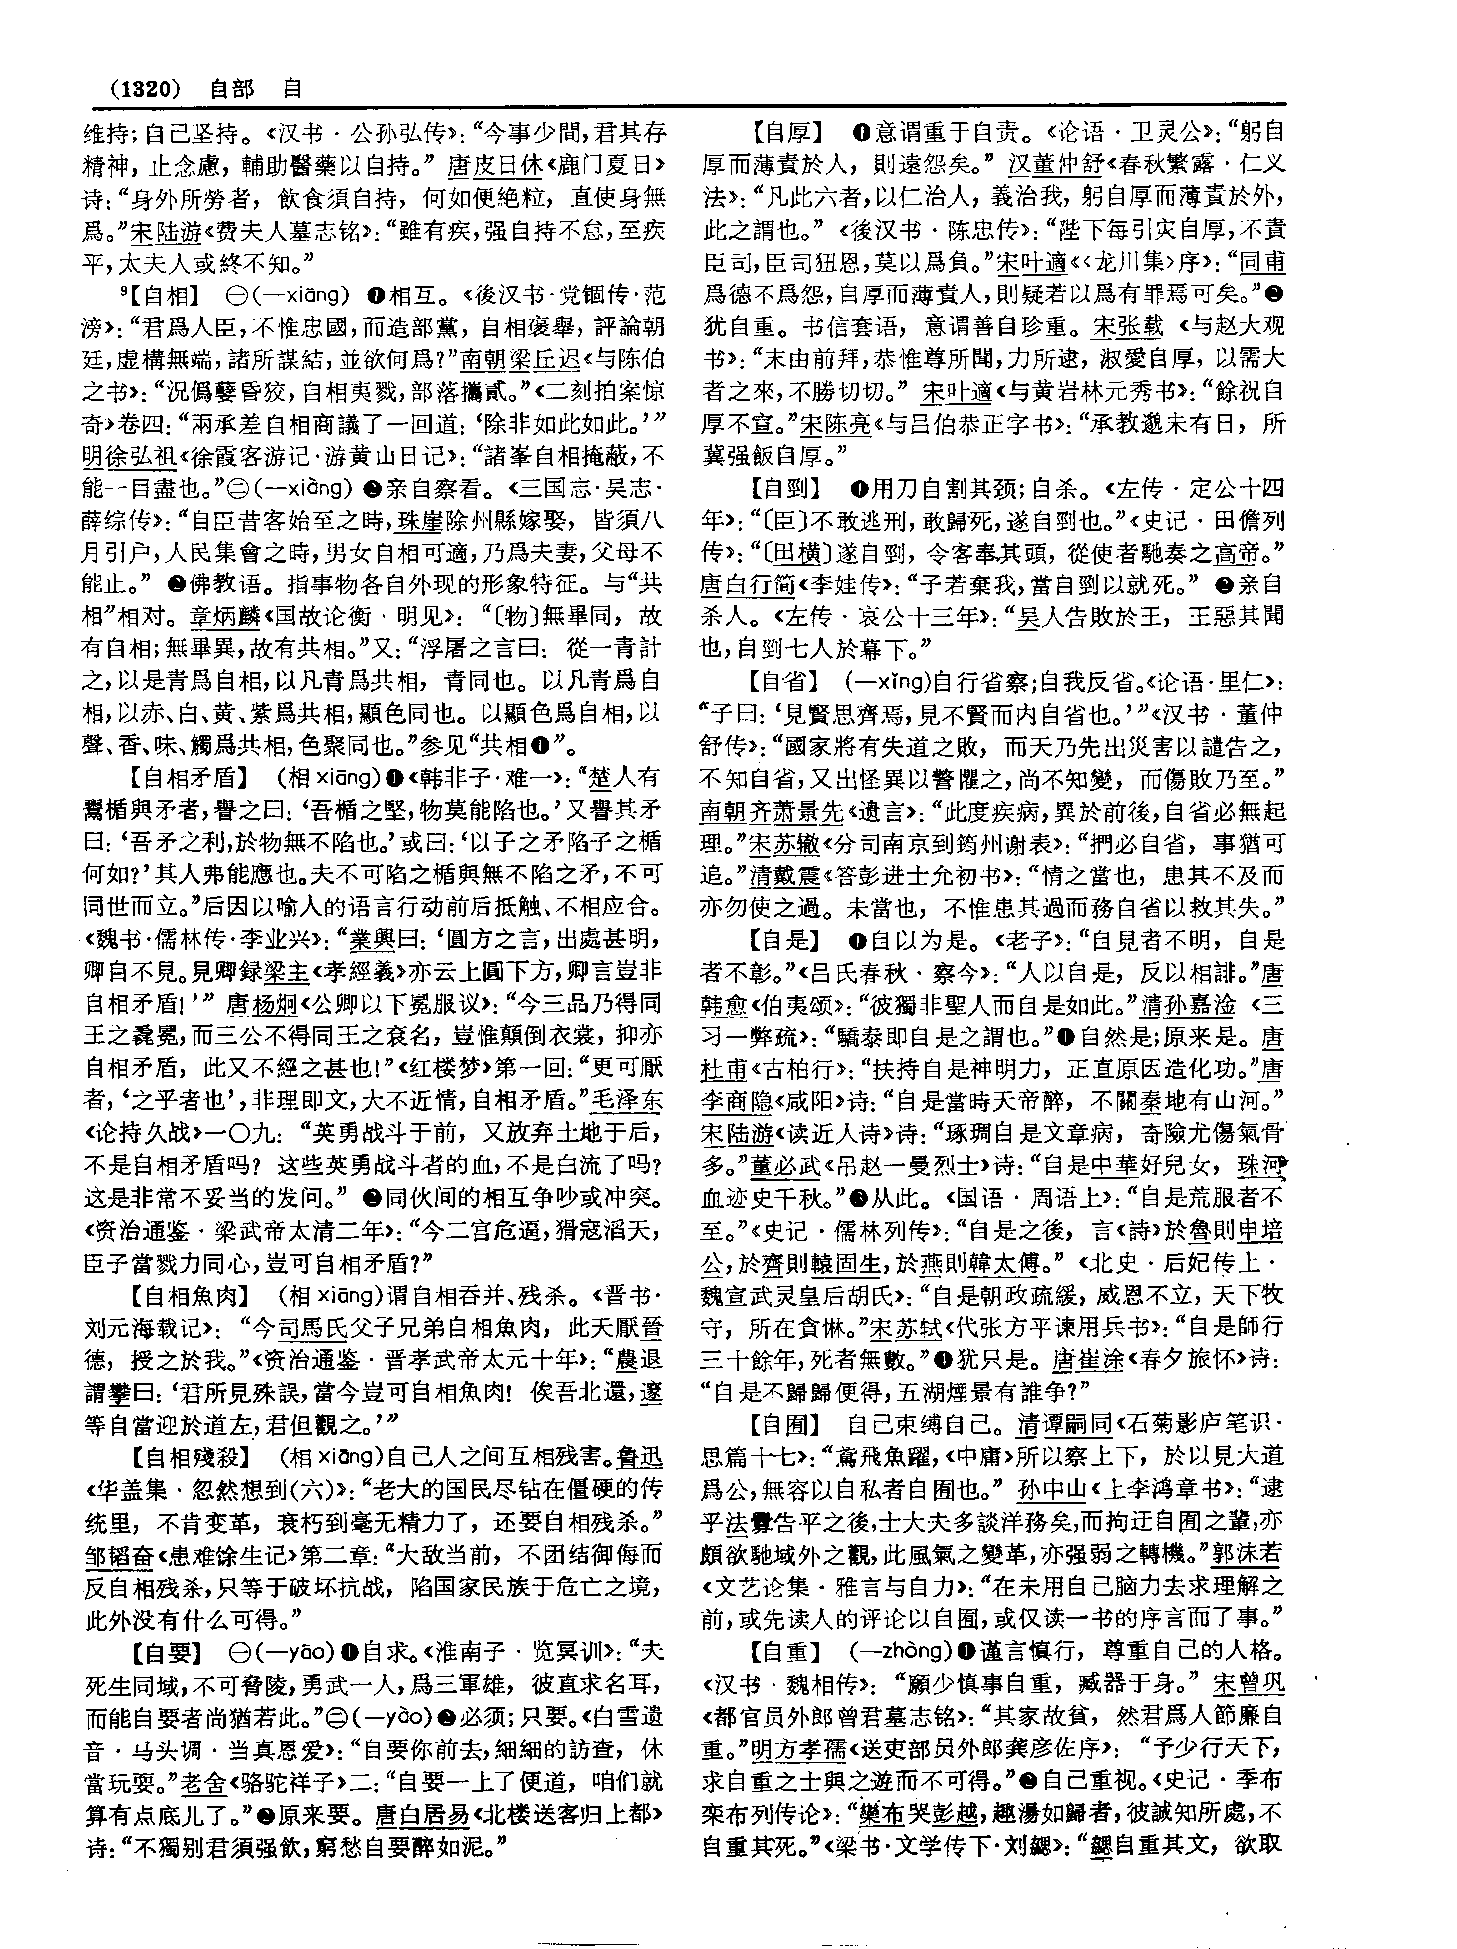 (1320) 自部 自
维持;自己坚持。《汉书·公孙弘传》:“今事少間,君其存
精神,止念慮,輔助醫藥以自持。” 唐皮日休《鹿门夏日》
诗:“身外所勞者,飲食須自持,何如便絶粒,直使身無
爲。”宋陆游《费夫人墓志铭》:“雖有疾,强自持不怠,至疾
平,太夫人或終不知。”
9【自相】 ㊀(—xiāng) ❶相互。《後汉书·党锢传·范
滂》:“君爲人臣,不惟忠國,而造部黨,自相褒舉,評論朝
廷,虚構無端,諸所謀結,並欲何爲?”南朝梁丘迟《与陈伯
之书》:“況僞孽昏狡,自相夷戮,部落攜貳。”《二刻拍案惊
奇》卷四:“兩承差自相商議了一回道:‘除非如此如此。’”
明徐弘祖《徐霞客游记·游黄山日记》:“諸峯自相掩蔽,不
能一目盡也。”㊁(—xiàng) ❷亲自察看。《三国志·吴志·
薛综传》:“自臣昔客始至之時,珠崖除州縣嫁娶,皆須八
月引户,人民集會之時,男女自相可適,乃爲夫妻,父母不
能止。” ❷佛教语。指事物各自外现的形象特征。与“共
相”相对。章炳麟《国故论衡·明见》:“〔物〕無畢同,故
有自相;無畢異,故有共相。”又:“浮屠之言曰:從一青計
之,以是青爲自相,以凡青爲共相,青同也。以凡青爲自
相,以赤、白、黄、紫爲共相,顯色同也。以顯色爲自相,以
聲、香、味、觸爲共相,色聚同也。”参见“共相❶”。
【自相矛盾】 (相 xiāng)❶《韩非子·难一》:“楚人有
鬻楯與矛者,譽之曰:‘吾楯之堅,物莫能陷也。’又譽其矛
曰:‘吾矛之利,於物無不陷也。’或曰:‘以子之矛陷子之楯
何如?’其人弗能應也。夫不可陷之楯與無不陷之矛,不可
同世而立。”后因以喻人的语言行动前后抵触、不相应合。
《魏书·儒林传·李业兴》:“業興曰:‘圓方之言,出處甚明,
卿自不見。見卿録梁主《孝經義》亦云上圓下方,卿言豈非
自相矛盾!’” 唐杨炯《公卿以下冕服议》:“今三品乃得同
王之毳冕,而三公不得同王之衮名,豈惟顛倒衣裳,抑亦
自相矛盾,此又不經之甚也!”《红楼梦》第一回:“更可厭
者,‘之乎者也’,非理即文,大不近情,自相矛盾。”毛泽东
《论持久战》一〇九:“英勇战斗于前,又放弃土地于后,
不是自相矛盾吗?这些英勇战斗者的血,不是白流了吗?
这是非常不妥当的发问。” ❷同伙间的相互争吵或冲突。
《资治通鉴·梁武帝太清二年》:“今二宫危逼,猾寇滔天,
臣子當戮力同心,豈可自相矛盾?”
【自相魚肉】 (相 xiāng)谓自相吞并、残杀。《晋书·
刘元海载记》:“今司馬氏父子兄弟自相魚肉,此天厭晉
德,授之於我。”《资治通鉴·晋孝武帝太元十年》:“農退
謂攀曰:‘君所見殊誤,當今豈可自相魚肉!俟吾北還,邃
等自當迎於道左,君但觀之。’”
【自相殘殺】 (相 xiāng)自己人之间互相残害。鲁迅
《华盖集·忽然想到(六)》:“老大的国民尽钻在僵硬的传
统里,不肯变革,衰朽到毫无精力了,还要自相残杀。”
邹韬奋《患难馀生记》第二章:“大敌当前,不团结御侮而
反自相残杀,只等于破坏抗战,陷国家民族于危亡之境,
此外没有什么可得。”
【自要】 ㊀(—yāo)❶自求。《淮南子·览冥训》:“夫
死生同域,不可脅陵,勇武一人,爲三軍雄,彼直求名耳,
而能自要者尚猶若此。”㊁(—yào)❷必须;只要。《白雪遗
音·马头调·当真恩爱》:“自要你前去,細細的訪查,休
當玩耍。”老舍《骆驼祥子》二:“自要一上了便道,咱们就
算有点底儿了。”❷原来要。唐白居易《北楼送客归上都》
诗:“不獨别君須强飲,窮愁自要醉如泥。”
【自厚】 ❶意谓重于自责。《论语·卫灵公》:“躬自
厚而薄責於人,則遠怨矣。” 汉董仲舒《春秋繁露·仁义
法》:“凡此六者,以仁治人,義治我,躬自厚而薄責於外,
此之謂也。” 《後汉书·陈忠传》:“陛下每引灾自厚,不責
臣司,臣司狃恩,莫以爲負。”宋叶適《〈龙川集〉序》:“同甫
爲德不爲怨,自厚而薄責人,則疑若以爲有罪焉可矣。”❷
犹自重。书信套语,意谓善自珍重。宋张载《与赵大观
书》:“末由前拜,恭惟尊所聞,力所逮,淑愛自厚,以需大
者之來,不勝切切。” 宋叶適《与黄岩林元秀书》:“餘祝自
厚不宣。”宋陈亮《与吕伯恭正字书》:“承教邈未有日,所
冀强飯自厚。”
【自剄】 ❶用刀自割其颈;自杀。《左传·定公十四
年》:“〔臣〕不敢逃刑,敢歸死,遂自剄也。”《史记·田儋列
传》:“〔田横〕遂自剄,令客奉其頭,從使者馳奏之高帝。”
唐白行简《李娃传》:“子若棄我,當自剄以就死。” ❷亲自
杀人。《左传·哀公十三年》:“吴人告敗於王,王惡其聞
也,自剄七人於幕下。”
【自省】 (—xǐng)自行省察;自我反省。《论语·里仁》:
“子曰:‘見賢思齊焉,見不賢而内自省也。’”《汉书·董仲
舒传》:“國家將有失道之敗,而天乃先出災害以譴告之,
不知自省,又出怪異以警懼之,尚不知變,而傷敗乃至。”
南朝齐萧景先《遗言》:“此度疾病,異於前後,自省必無起
理。”宋苏辙《分司南京到筠州谢表》:“捫必自省,事猶可
追。”清戴震《答彭进士允初书》:“情之當也,患其不及而
亦勿使之過。未當也,不惟患其過而務自省以救其失。”
【自是】 ❶自以为是。《老子》:“自見者不明,自是
者不彰。”《吕氏春秋·察今》:“人以自是,反以相誹。”唐
韩愈《伯夷颂》:“彼獨非聖人而自是如此。”清孙嘉淦《三
习一弊疏》:“驕泰即自是之謂也。”❶自然是;原来是。唐
杜甫《古柏行》:“扶持自是神明力,正直原因造化功。”唐
李商隐《咸阳》诗:“自是當時天帝醉,不關秦地有山河。”
宋陆游《读近人诗》诗:“琢琱自是文章病,奇險尤傷氣骨
多。”董必武《吊赵一曼烈士》诗:“自是中華好兒女,珠河
血迹史千秋。”❸从此。《国语·周语上》:“自是荒服者不
至。”《史记·儒林列传》:“自是之後,言《詩》於魯則申培
公,於齊則轅固生,於燕則韓太傅。” 《北史·后妃传上·
魏宣武灵皇后胡氏》:“自是朝政疏緩,威恩不立,天下牧
守,所在貪惏。”宋苏轼《代张方平谏用兵书》:“自是師行
三十餘年,死者無數。”❹犹只是。唐崔涂《春夕旅怀》诗:
“自是不歸歸便得,五湖煙景有誰争?”
【自囿】 自己束缚自己。清谭嗣同《石菊影庐笔识·
思篇十七》:“鳶飛魚躍,《中庸》所以察上下,於以見大道
爲公,無容以自私者自囿也。” 孙中山《上李鸿章书》:“逮
乎法釁告平之後,士大夫多談洋務矣,而拘迂自囿之輩,亦
頗欲馳域外之觀,此風氣之變革,亦强弱之轉機。”郭沫若
《文艺论集·雅言与自力》:“在未用自己脑力去求理解之
前,或先读人的评论以自囿,或仅读一书的序言而了事。”
【自重】 (—zhòng)❶谨言慎行,尊重自己的人格。
《汉书·魏相传》:“願少慎事自重,臧器于身。” 宋曾巩
《都官员外郎曾君墓志铭》:“其家故貧,然君爲人節廉自
重。”明方孝孺《送吏部员外郎龚彦佐序》:“予少行天下,
求自重之士與之遊而不可得。”❷自己重视。《史记·季布
栾布列传论》:“欒布哭彭越,趣湯如歸者,彼誠知所處,不
自重其死。”《梁书·文学传下·刘勰》:“勰自重其文,欲取